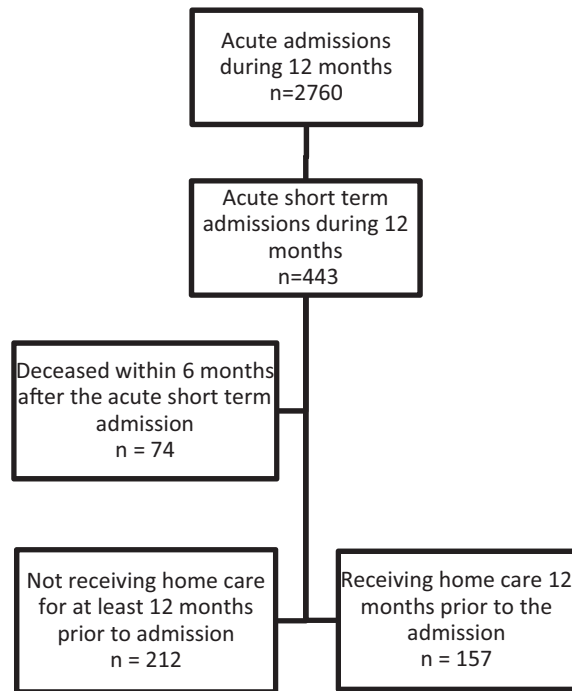 Acute admissions
during 12 months
n=2760
Acute short term
admissions during 12
months
n=443
Deceased within 6 months
after the acute short term
admission
n = 74
Not receiving home care
for at least 12 months
prior to admission
n = 212
Receiving home care 12
months prior to the
admission
n = 157